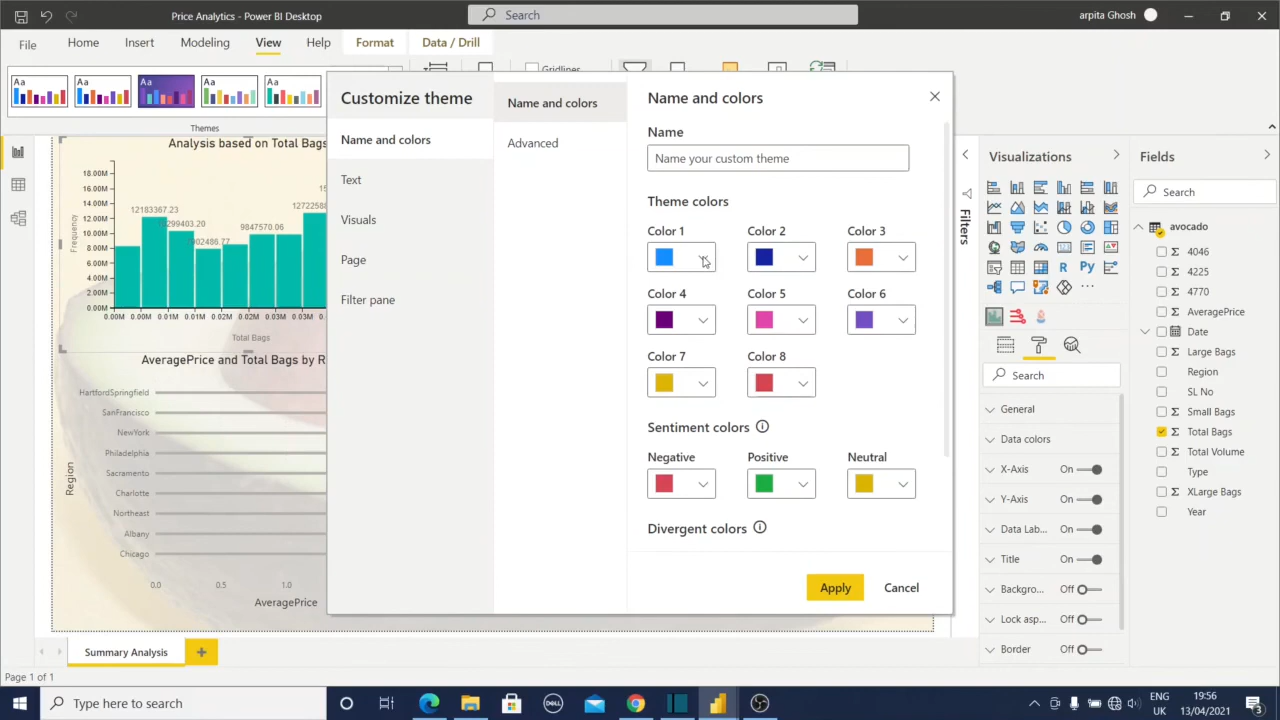 Price Analytics - Power BI Desktop
Search
arpita Ghosh
File
Home
Insert
Modeling
View
Help
Format
Data / Drill
Aa
Aa
Aa
Aa
Aa
Gridlines
Themes
Customize theme
Name and colors
Text
Visuals
Page
Filter pane
Name and colors
Advanced
Name and colors
Name
Name your custom theme
Theme colors
Color 1
Color 2
Color 3
Color 4
Color 5
Color 6
Color 7
Color 8
Sentiment colors
Negative
Positive
Neutral
Divergent colors
Apply
Cancel
Analysis based on Total Bags
Frequency
18.00M
16.00M
14.00M
12.00M
10.00M
8.00M
6.00M
4.00M
2.00M
0.00M
12183367.23
9847570.06
0.00M 0.00M 0.01M 0.01M 0.02M 0.02M 0.03M 0.03M
Total Bags
AveragePrice and Total Bags by R
Region
HartfordSpringfield
SanFrancisco
NewYork
Philadelphia
Sacramento
Charlotte
Northeast
Albany
Chicago
0.0 0.5 1.0
AveragePrice
Filters
Visualizations
Search
General
Data colors
X-Axis On
Y-Axis On
Data Lab... On
Title On
Backgro... Off
Lock asp... Off
Border Off
Fields
Search
avocado
4046
4225
4770
AveragePrice
Date
Large Bags
Region
SL No
Small Bags
Total Bags
Total Volume
Type
XLarge Bags
Year
Summary Analysis
Page 1 of 1
Type here to search
ENG
UK
19:56
13/04/2021
3